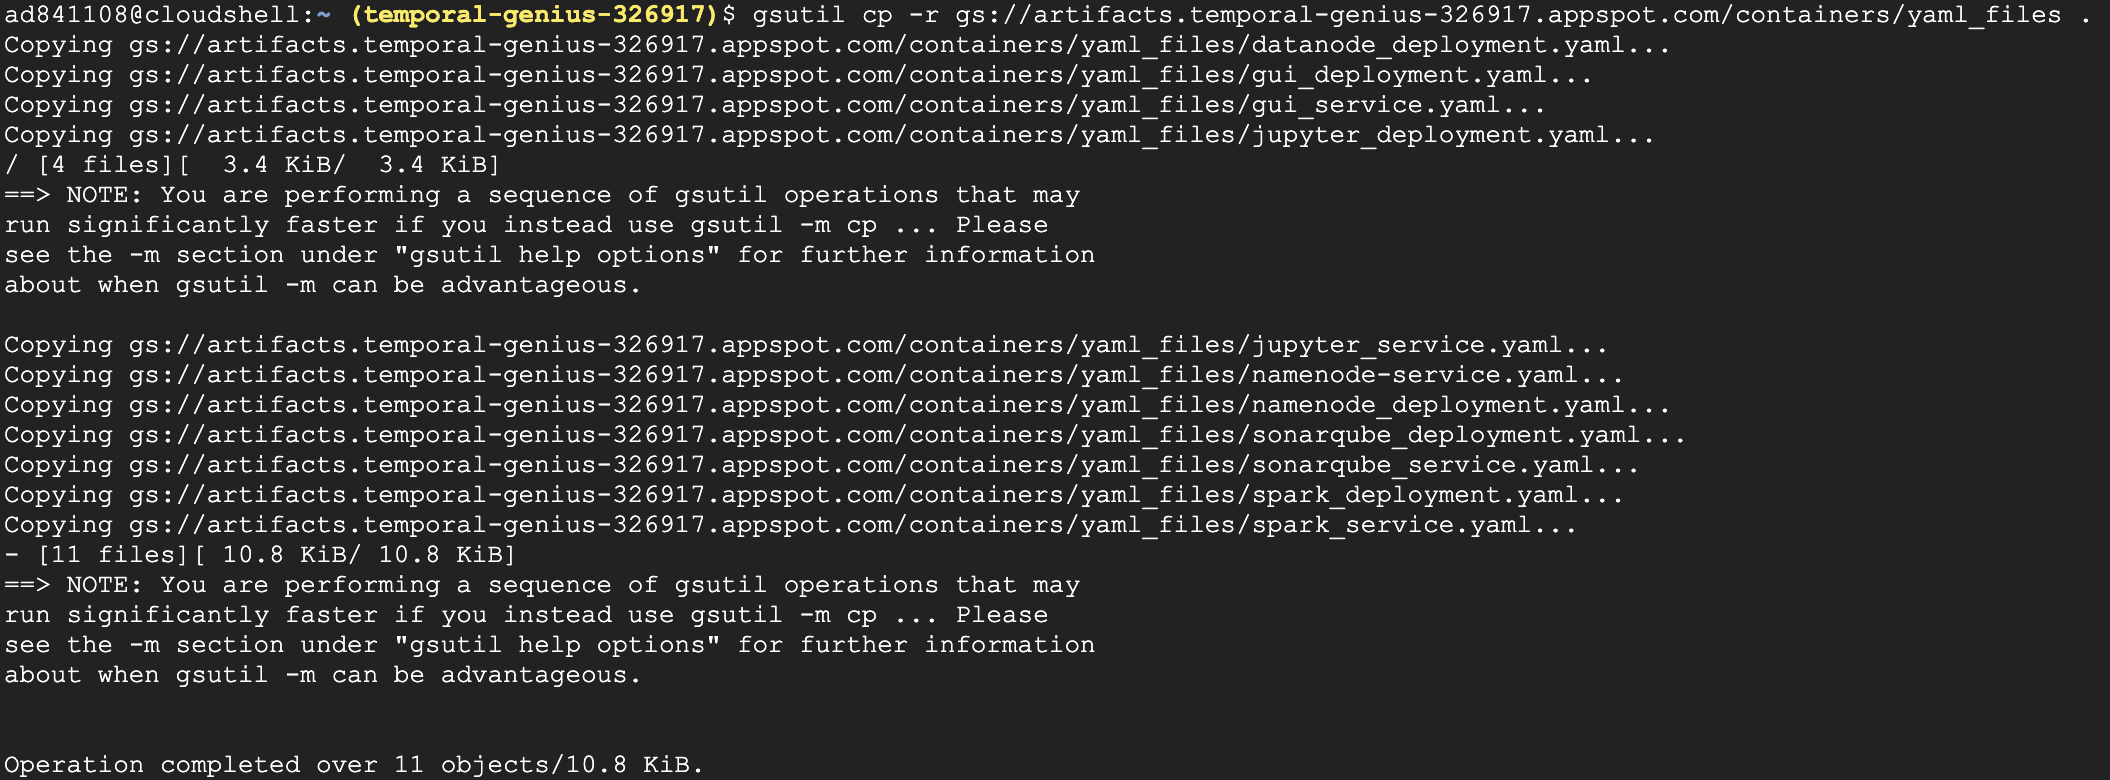 ad841108@cloudshell:~ (temporal-genius-326917)$ gsutil cp -r gs://artifacts.temporal-genius-326917.appspot.com/containers/yaml_files .
Copying gs://artifacts.temporal-genius-326917.appspot.com/containers/yaml_files/datanode_deployment.yaml...
Copying gs://artifacts.temporal-genius-326917.appspot.com/containers/yaml_files/gui_deployment.yaml...
Copying gs://artifacts.temporal-genius-326917.appspot.com/containers/yaml_files/gui_service.yaml...
Copying gs://artifacts.temporal-genius-326917.appspot.com/containers/yaml_files/jupyter_deployment.yaml...
/ [4 files][  3.4 KiB/  3.4 KiB]
==> NOTE: You are performing a sequence of gsutil operations that may
run significantly faster if you instead use gsutil -m cp ... Please
see the -m section under "gsutil help options" for further information
about when gsutil -m can be advantageous.

Copying gs://artifacts.temporal-genius-326917.appspot.com/containers/yaml_files/jupyter_service.yaml...
Copying gs://artifacts.temporal-genius-326917.appspot.com/containers/yaml_files/namenode-service.yaml...
Copying gs://artifacts.temporal-genius-326917.appspot.com/containers/yaml_files/namenode_deployment.yaml...
Copying gs://artifacts.temporal-genius-326917.appspot.com/containers/yaml_files/sonarqube_deployment.yaml...
Copying gs://artifacts.temporal-genius-326917.appspot.com/containers/yaml_files/sonarqube_service.yaml...
Copying gs://artifacts.temporal-genius-326917.appspot.com/containers/yaml_files/spark_deployment.yaml...
Copying gs://artifacts.temporal-genius-326917.appspot.com/containers/yaml_files/spark_service.yaml...
- [11 files][ 10.8 KiB/ 10.8 KiB]
==> NOTE: You are performing a sequence of gsutil operations that may
run significantly faster if you instead use gsutil -m cp ... Please
see the -m section under "gsutil help options" for further information
about when gsutil -m can be advantageous.

Operation completed over 11 objects/10.8 KiB.